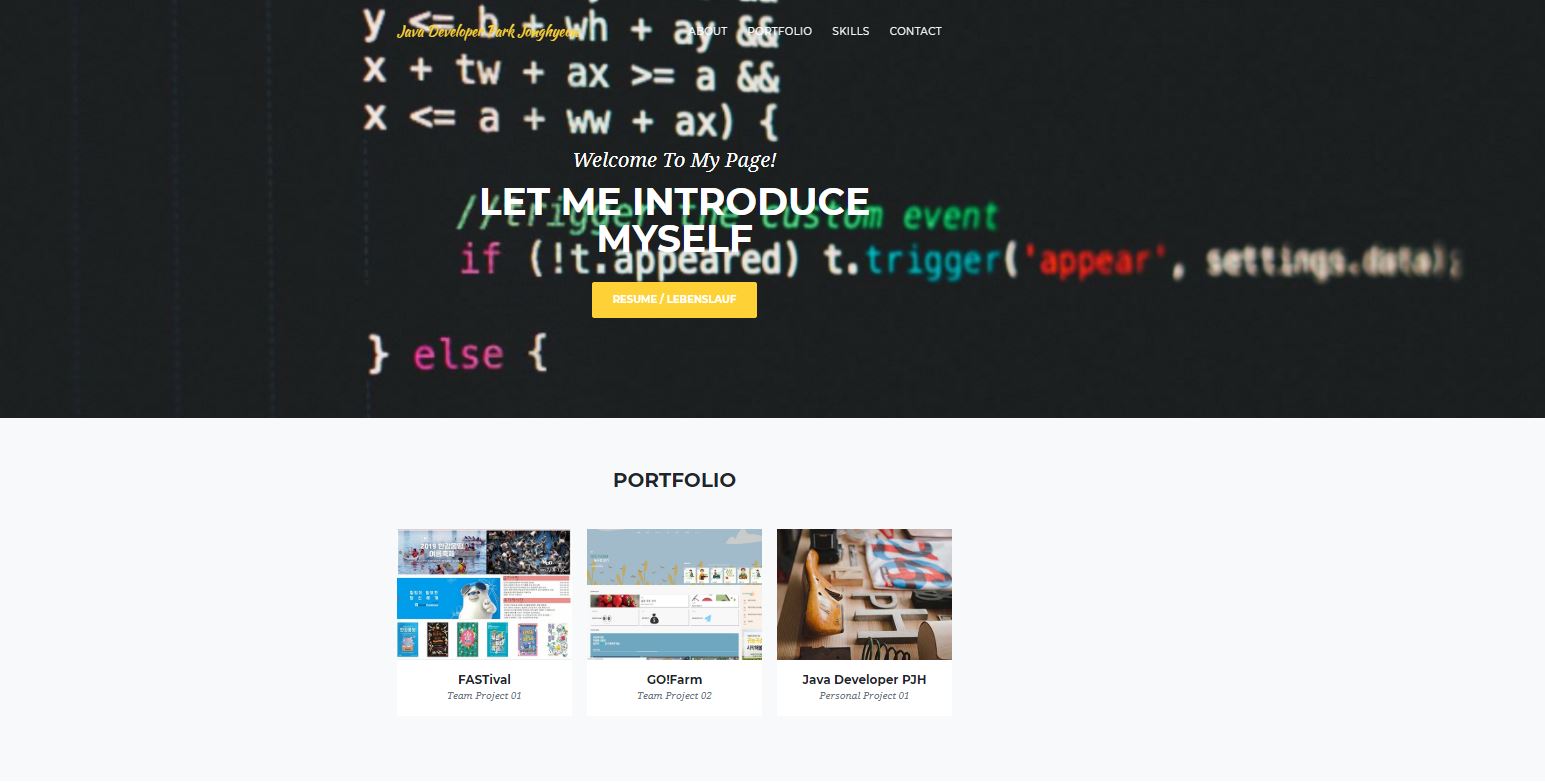 y <= b + wh + ay &&
Java Developer Park Jonghyeon
ABOUT PORTFOLIO SKILLS CONTACT
x + tw + ax >= a &&
x <= a + ww + ax) {
Welcome To My Page!
LET ME INTRODUCE
MYSELF
//trigger the custom event
if (!t.appeared) t.trigger('appear', settings.data);
RESUME / LEBENSLAUF
} else {
PORTFOLIO
FASTival
Team Project 01
GO!Farm
Team Project 02
Java Developer PJH
Personal Project 01